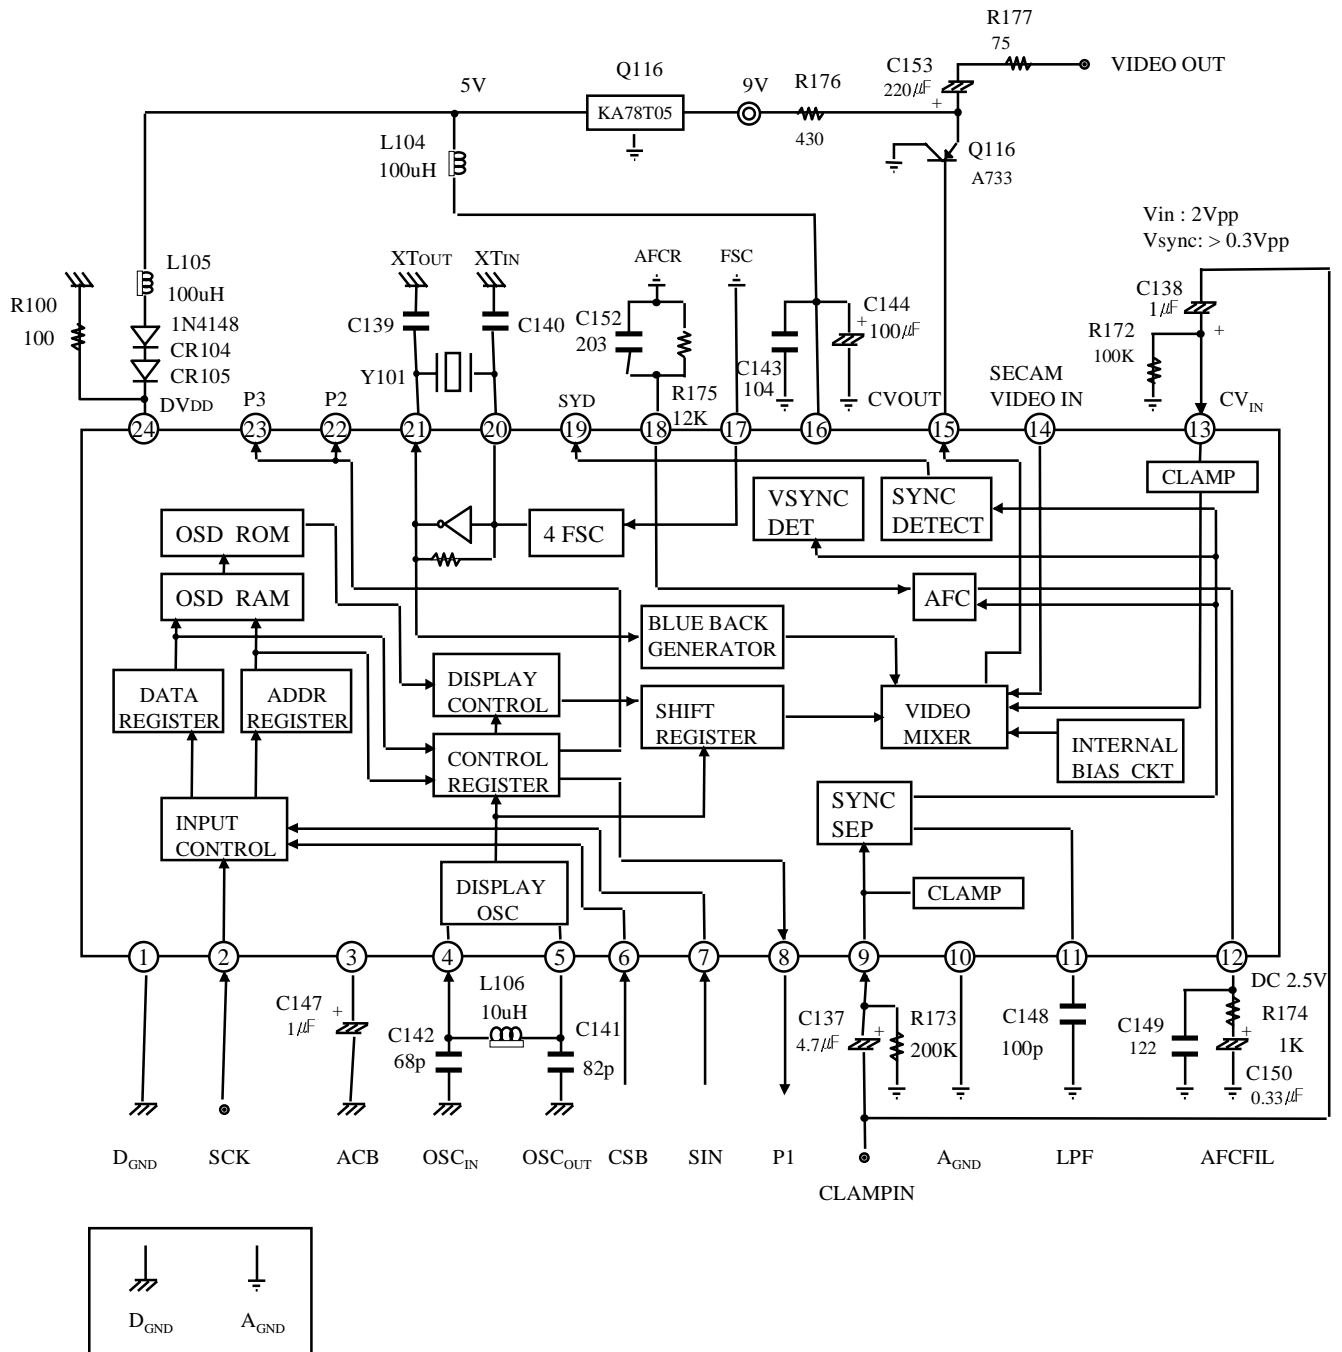 R177
75
VIDEO OUT
C153
220㎌
+
5V
Q116
KA78T05
9V
R176
430
L104
100uH
Q116
A733
Vin : 2Vpp
Vsync: > 0.3Vpp
XTOUT
XTIN
AFCR
FSC
L105
100uH
R100
100
1N4148
CR104
CR105
DVDD
C139
C140
Y101
C152
203
R175
12K
C143
104
C144
+
100㎌
C138
1㎌
+
R172
100K
CVOUT
SECAM
VIDEO IN
CVIN
P3
P2
SYD
24
23
22
21
20
19
18
17
16
15
14
13
CLAMP
VSYNC
DET
SYNC
DETECT
OSD ROM
4 FSC
OSD RAM
AFC
BLUE BACK
GENERATOR
DATA
REGISTER
ADDR
REGISTER
DISPLAY
CONTROL
SHIFT
REGISTER
VIDEO
MIXER
CONTROL
REGISTER
INTERNAL
BIAS CKT
INPUT
CONTROL
SYNC
SEP
DISPLAY
OSC
CLAMP
1
2
3
4
5
6
7
8
9
10
11
12
DC 2.5V
C147
1㎌
+
L106
10uH
C142
68p
C141
82p
C137
4.7㎌
+
R173
200K
C148
100p
C149
122
R174
1K
+
C150
0.33㎌
DGND
SCK
ACB
OSCIN
OSCOUT
CSB
SIN
P1
CLAMPIN
AGND
LPF
AFCFIL
DGND
AGND